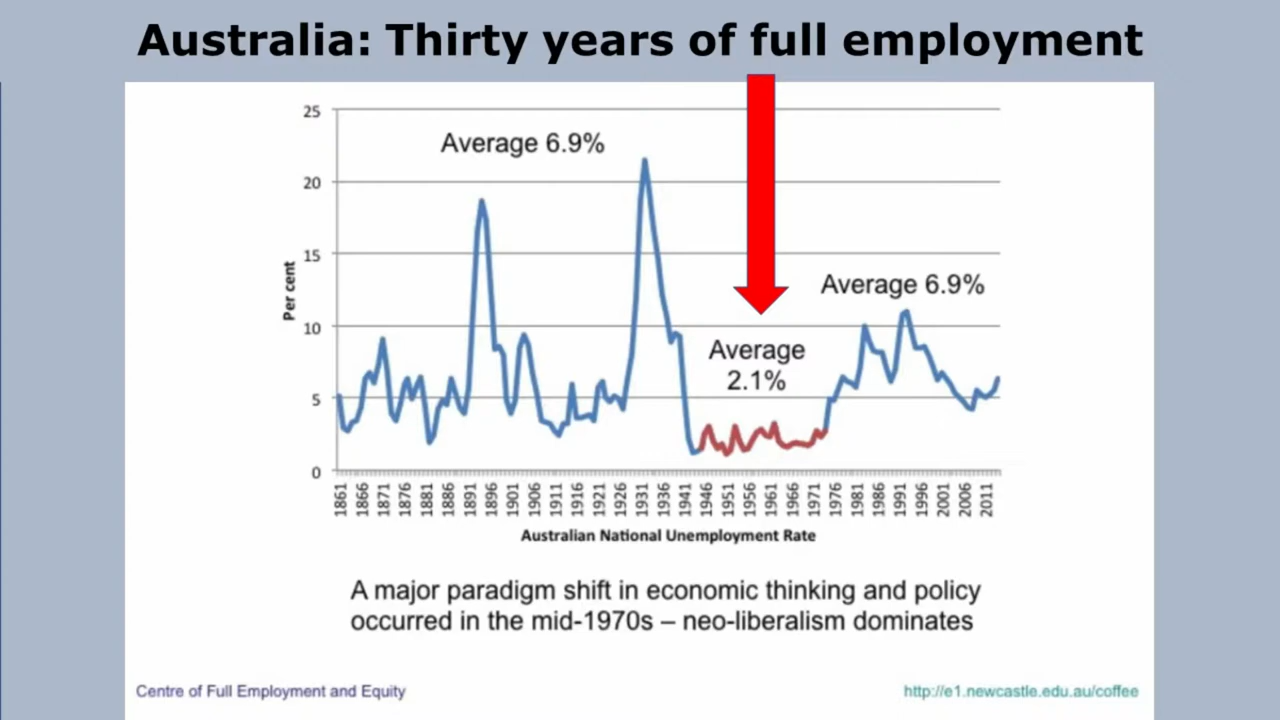 Australia: Thirty years of full employment
25
20
15
10
5
0
Per cent
Average 6.9%
Average
2.1%
Average 6.9%
1861 1866 1871 1876 1881 1886 1891 1896 1901 1906 1911 1916 1921 1926 1931 1936 1941 1946 1951 1956 1961 1966 1971 1976 1981 1986 1991 1996 2001 2006 2011
Australian National Unemployment Rate
A major paradigm shift in economic thinking and policy
occurred in the mid-1970s – neo-liberalism dominates
Centre of Full Employment and Equity
http://e1.newcastle.edu.au/coffee